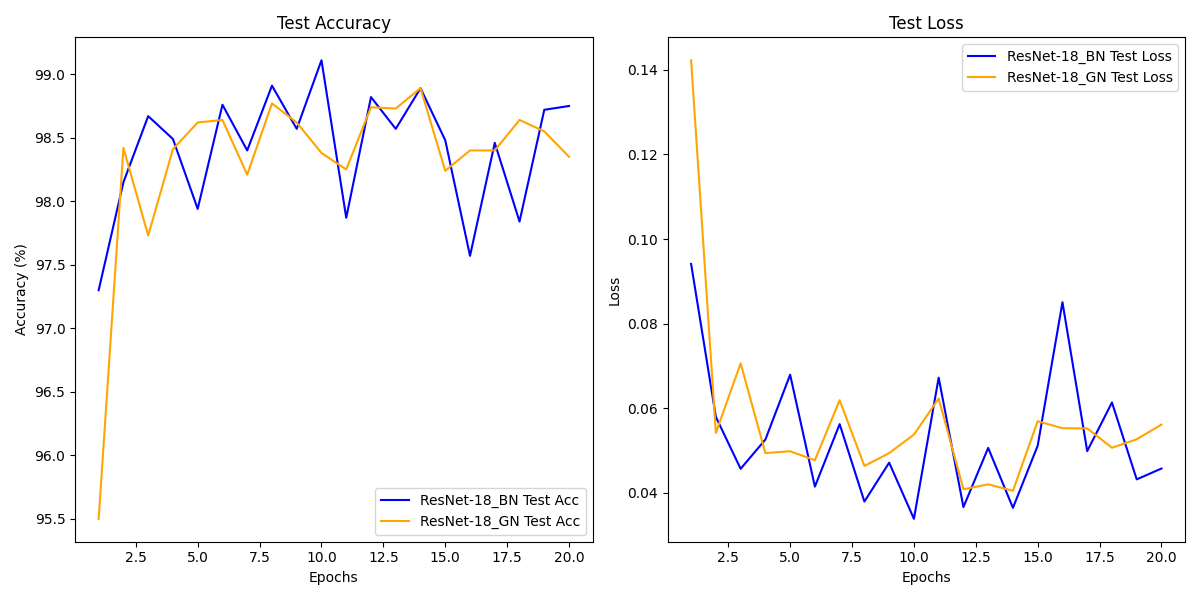 Test Accuracy
Accuracy (%)
99.0
98.5
98.0
97.5
97.0
96.5
96.0
95.5
ResNet-18_BN Test Acc
ResNet-18_GN Test Acc
2.5 5.0 7.5 10.0 12.5 15.0 17.5 20.0
Epochs
Test Loss
Loss
0.14
0.12
0.10
0.08
0.06
0.04
ResNet-18_BN Test Loss
ResNet-18_GN Test Loss
2.5 5.0 7.5 10.0 12.5 15.0 17.5 20.0
Epochs